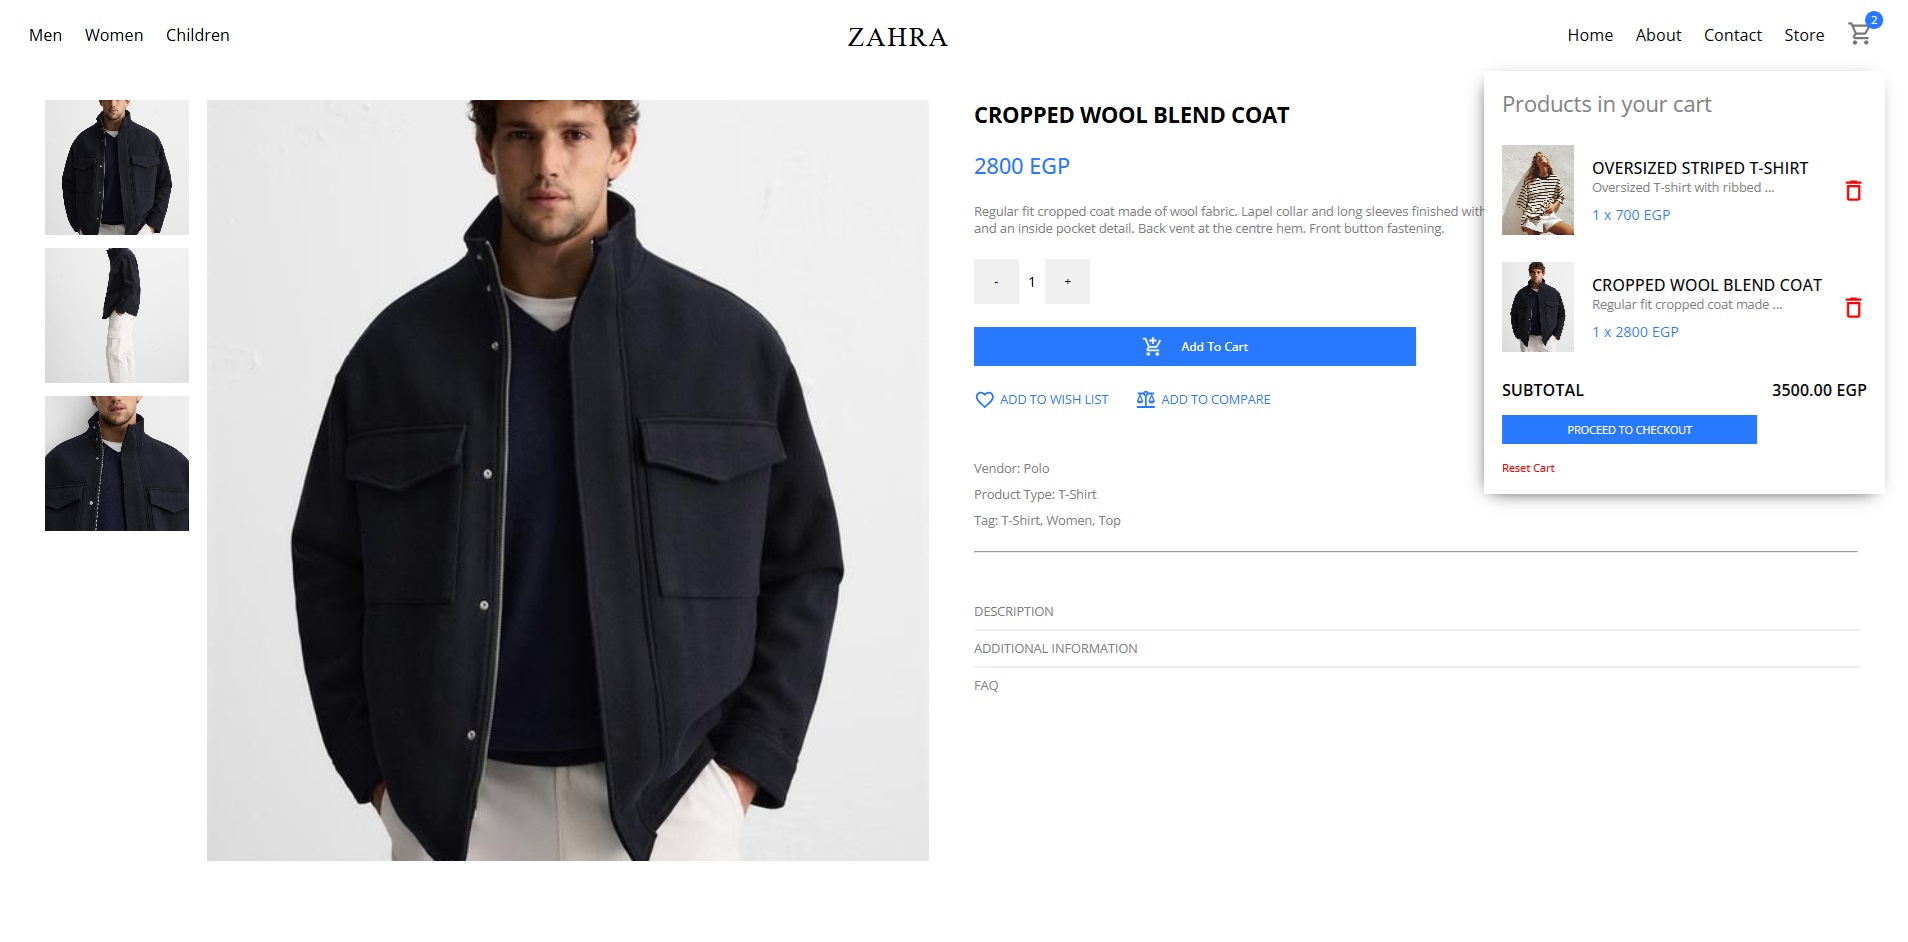 Men Women Children
ZAHRA
Home About Contact Store
2
CROPPED WOOL BLEND COAT
2800 EGP
Regular fit cropped coat made of wool fabric. Lapel collar and long sleeves finished with
and an inside pocket detail. Back vent at the centre hem. Front button fastening.
- 1 +
Add To Cart
ADD TO WISH LIST ADD TO COMPARE
Vendor: Polo
Product Type: T-Shirt
Tag: T-Shirt, Women, Top
DESCRIPTION
ADDITIONAL INFORMATION
FAQ
Products in your cart
OVERSIZED STRIPED T-SHIRT
Oversized T-shirt with ribbed ...
1 x 700 EGP
CROPPED WOOL BLEND COAT
Regular fit cropped coat made ...
1 x 2800 EGP
SUBTOTAL 3500.00 EGP
PROCEED TO CHECKOUT
Reset Cart